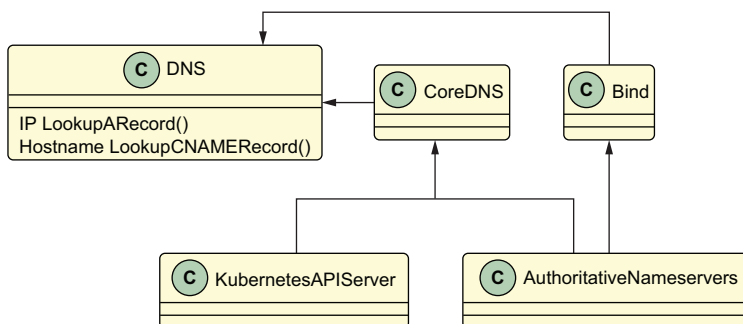 C DNS
IP LookupARecord()
Hostname LookupCNAMERecord()
C CoreDNS
C Bind
C KubernetesAPIServer
C AuthoritativeNameservers